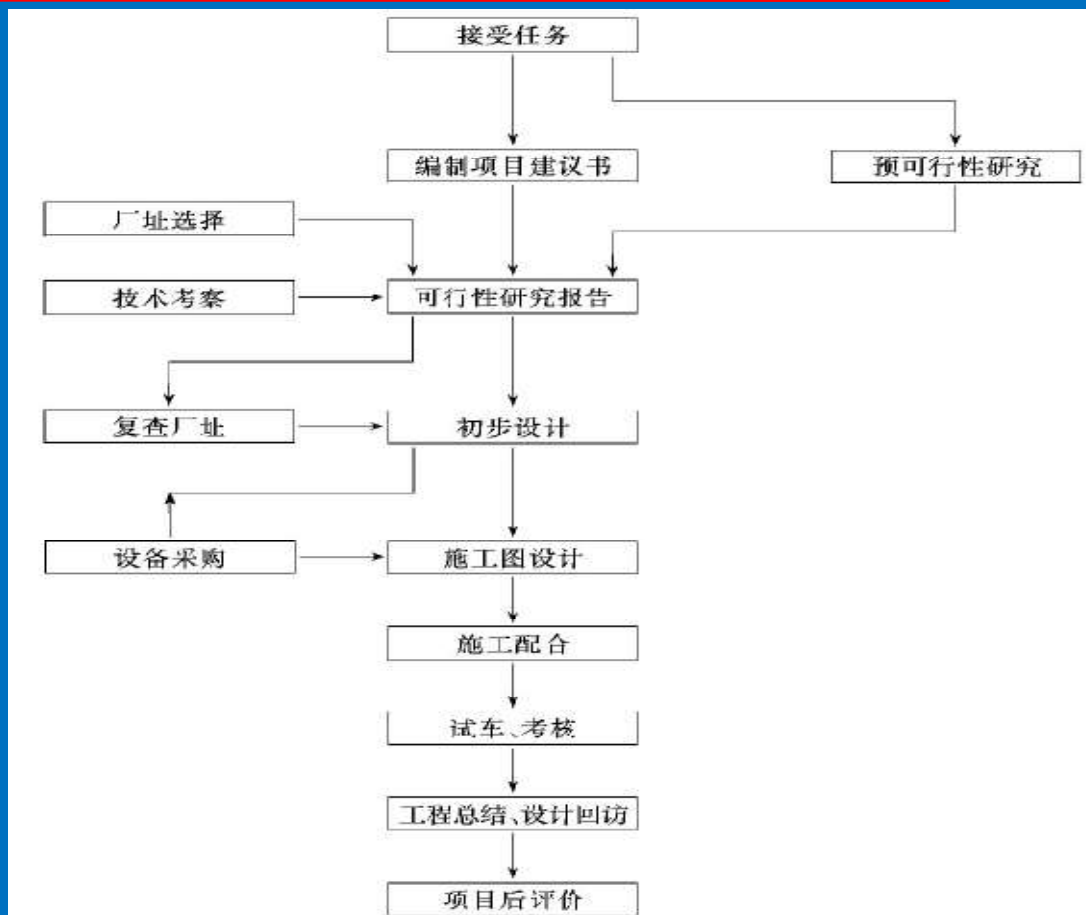 接受任务
编制项目建议书
预可行性研究
厂址选择
技术考察
可行性研究报告
复查厂址
初步设计
设备采购
施工图设计
施工配合
试车、考核
工程总结、设计回访
项目后评价